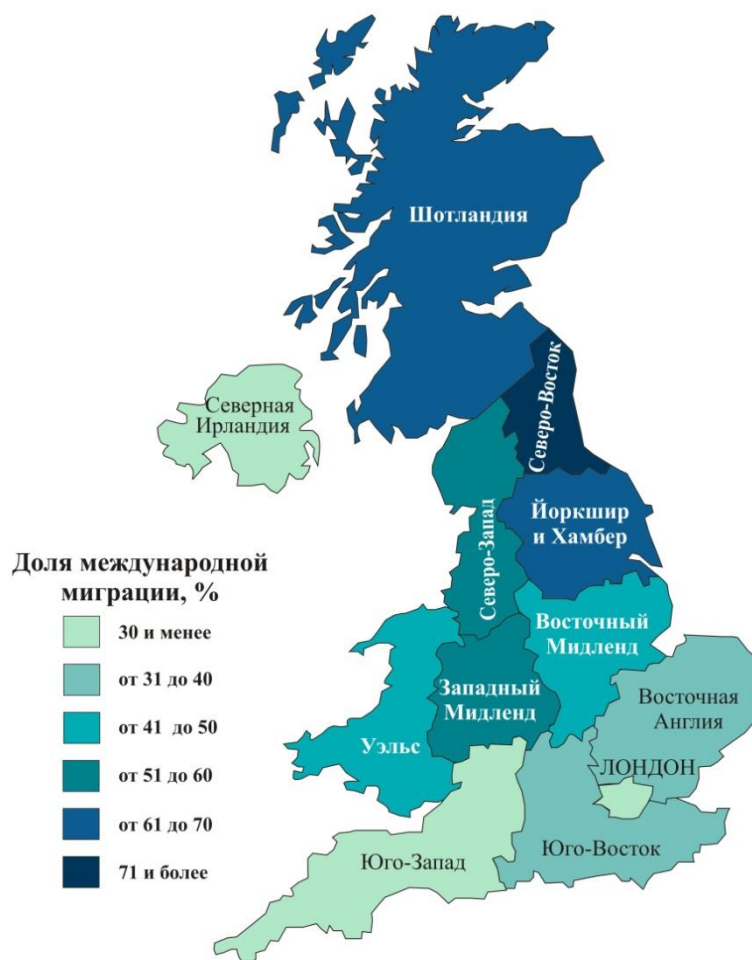 Шотландия
Северо-Восток
Северная
Ирландия
Йоркшир
и Хамбер
Северо-Запад
Доля международной
миграции, %
30 и менее
от 31 до 40
от 41 до 50
от 51 до 60
от 61 до 70
71 и более
Восточный
Мидленд
Западный
Мидленд
Восточная
Англия
Уэльс
ЛОНДОН
Юго-Запад
Юго-Восток